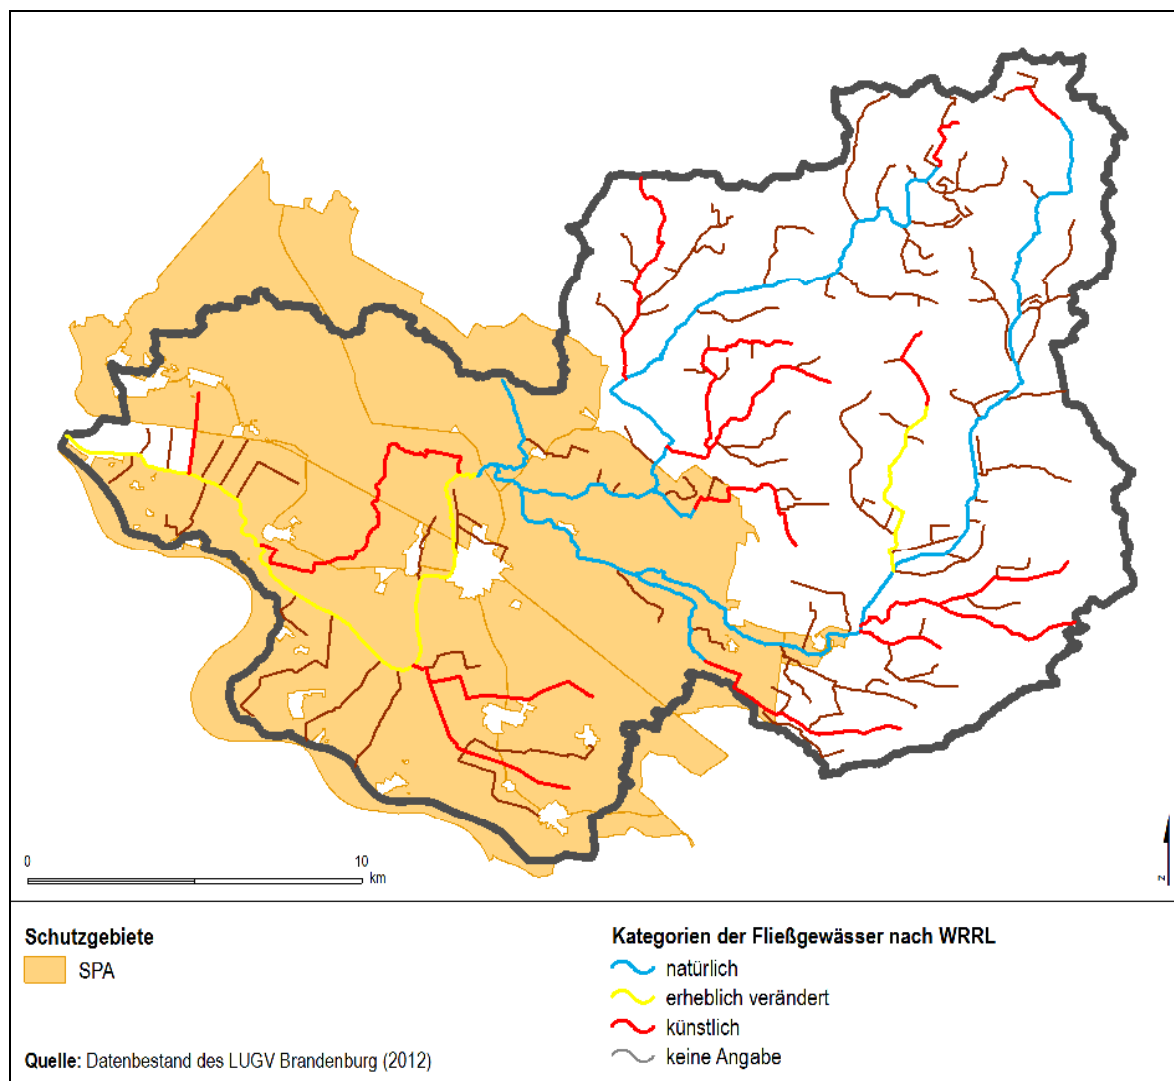 0
10
km
z
Schutzgebiete
SPA
Quelle: Datenbestand des LUGV Brandenburg (2012)
Kategorien der Fließgewässer nach WRRL
natürlich
erheblich verändert
künstlich
keine Angabe